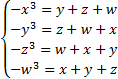 -x³ = y + z + w
-y³ = z + w + x
-z³ = w + x + y
-w³ = x + y + z